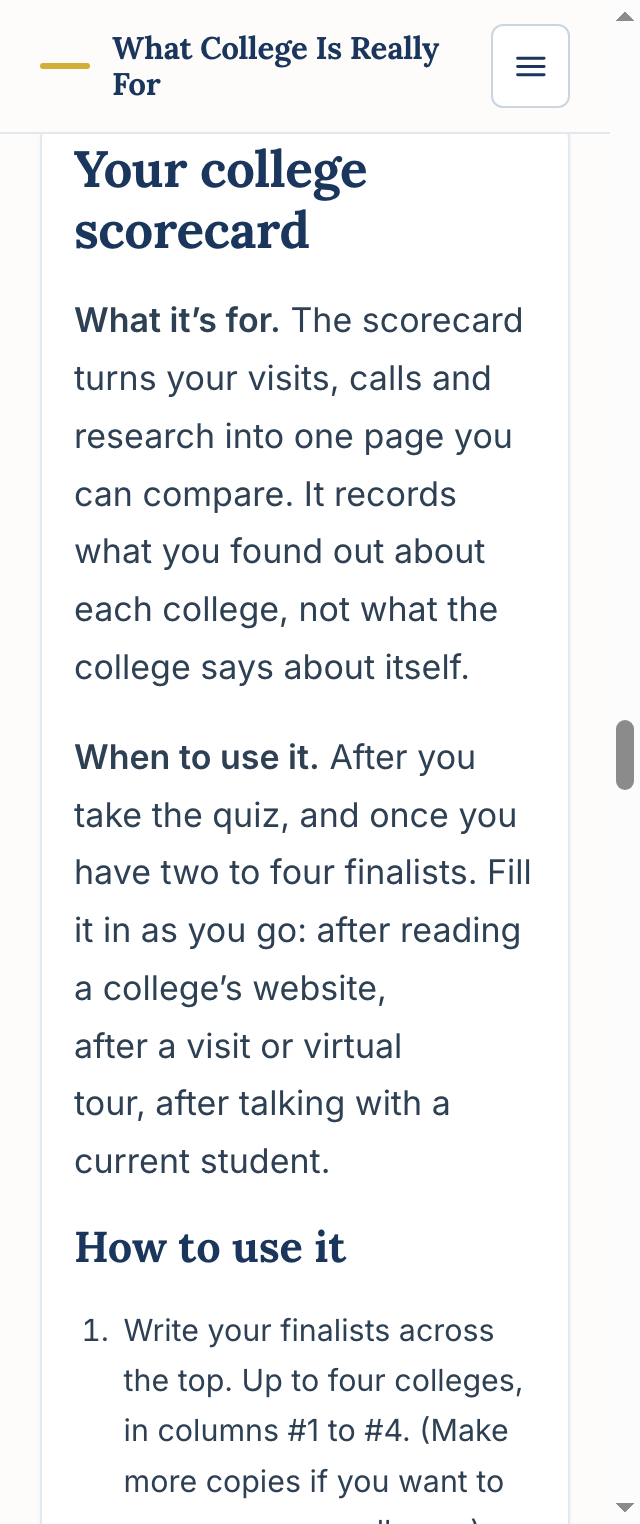 What College Is Really
For
Your college
scorecard
What it’s for. The scorecard
turns your visits, calls and
research into one page you
can compare. It records
what you found out about
each college, not what the
college says about itself.
When to use it. After you
take the quiz, and once you
have two to four finalists. Fill
it in as you go: after reading
a college’s website,
after a visit or virtual
tour, after talking with a
current student.
How to use it
1. Write your finalists across
the top. Up to four colleges,
in columns #1 to #4. (Make
more copies if you want to